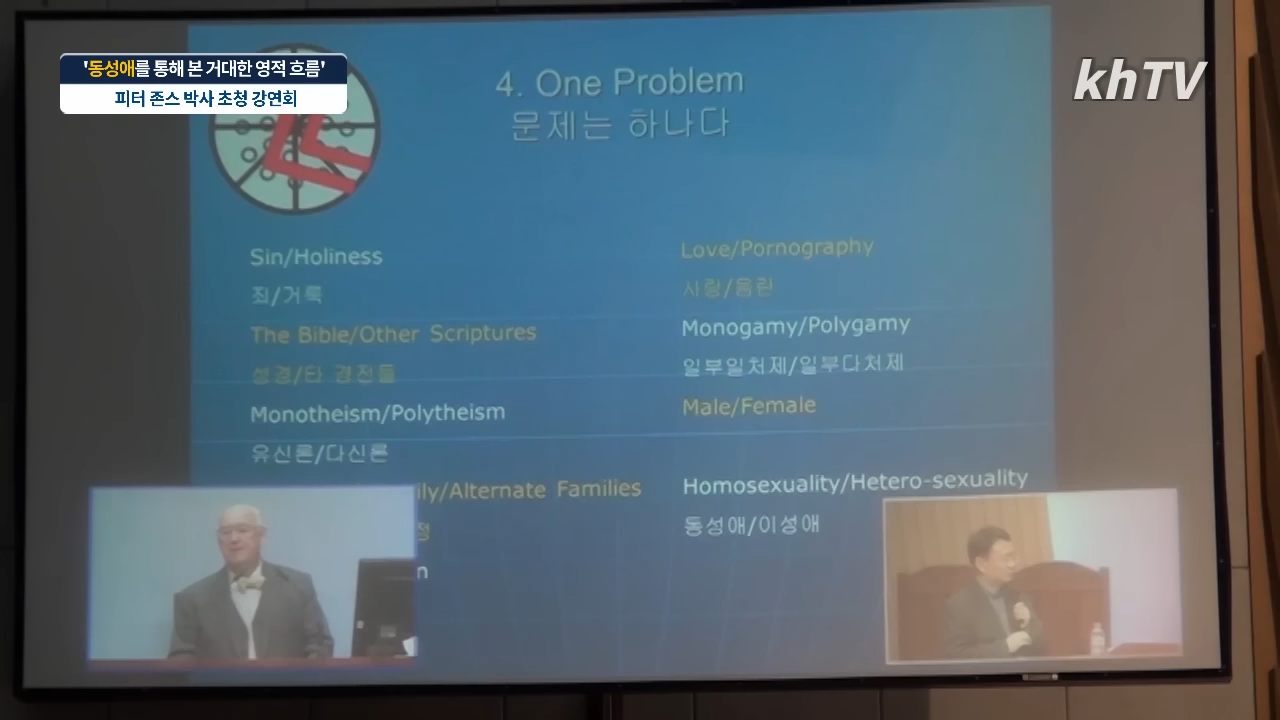 '동성애를 통해 본 거대한 영적 흐름'
피터 존스 박사 초청 강연회
khTV
4. One Problem
문제는 하나다
Sin/Holiness
죄/거룩
The Bible/Other Scriptures
성경/타 경전들
Monotheism/Polytheism
유신론/다신론
ily/Alternate Families
정
n
Love/Pornography
사랑/음란
Monogamy/Polygamy
일부일처제/일부다처제
Male/Female
Homosexuality/Hetero-sexuality
동성애/이성애